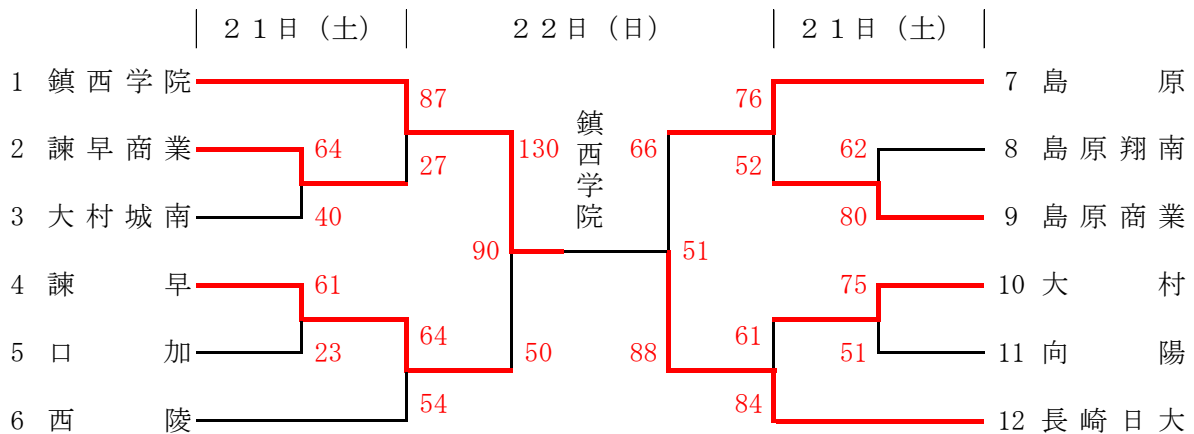 ２１日（土） ２２日（日） ２１日（土）
1 鎮西学院 87 76 7 島原
2 諫早商業 64 130 鎮西学院 66 62 8 島原翔南
27 52
3 大村城南 40 80 9 島原商業
90 51
4 諫早 61 75 10 大村
64 61
5 口加 23 50 88 51 11 向陽
54 84
6 西陵 12 長崎日大